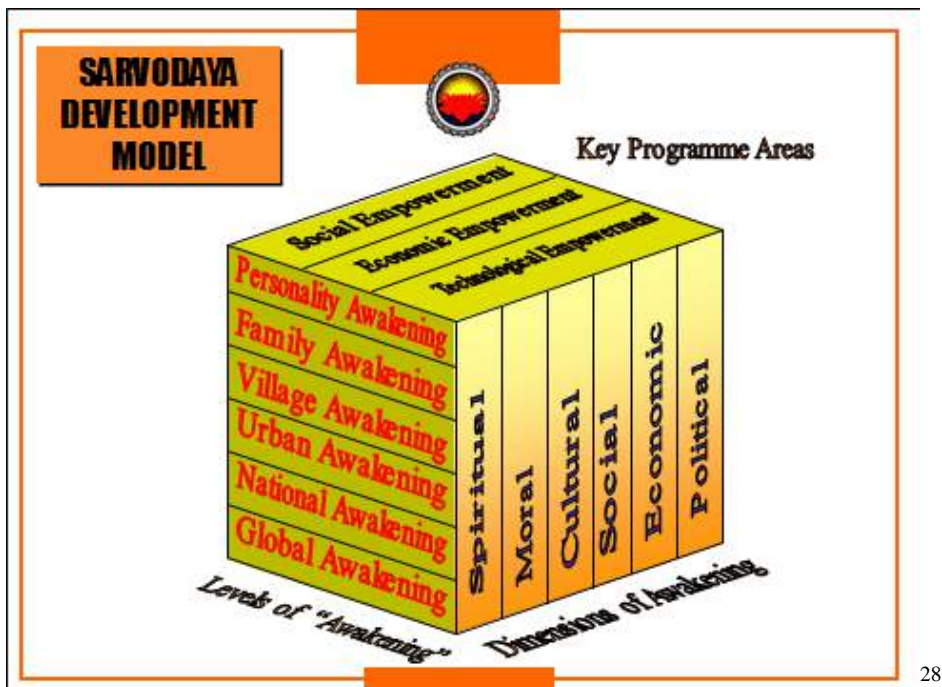 SARVODAYA
DEVELOPMENT
MODEL
Key Programme Areas
Social Empowerment
Economic Empowerment
Technological Empowerment
Personality Awakening
Family Awakening
Village Awakening
Urban Awakening
National Awakening
Global Awakening
Levels of “Awakening”
Spiritual
Moral
Cultural
Social
Economic
Political
Dimensions of Awakening
28